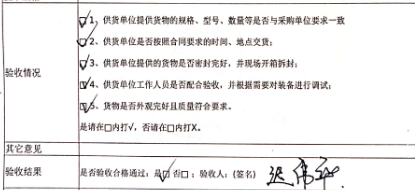 ☑1、供货单位提供货物的规格、型号、数量等是否与采购单位要求一致
☑2、供货单位是否按照合同要求的时间、地点交货;
☑3、供货单位提供的货物是否密封完好，并现场开箱拆封;
验收情况
☑4、供货单位工作人员是否配合验收，并根据需要对装备进行调试;
☑5、货物是否外观完好且质量符合要求。
是请在□内打√，否请在□内打X。
其它意见
验收结果
是否验收合格通过：是☑ 否□；验收人：(签名)